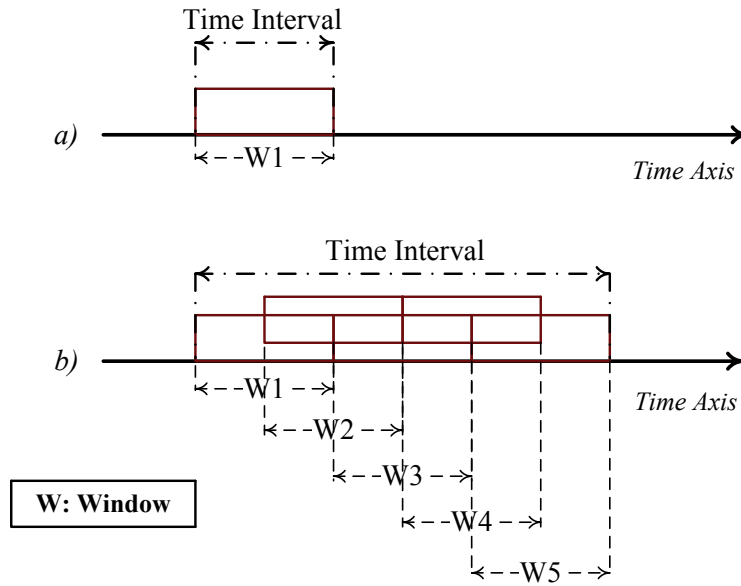 Time Interval
a)
W1
Time Axis
Time Interval
b)
W1
Time Axis
W2
W3
W: Window
W4
W5